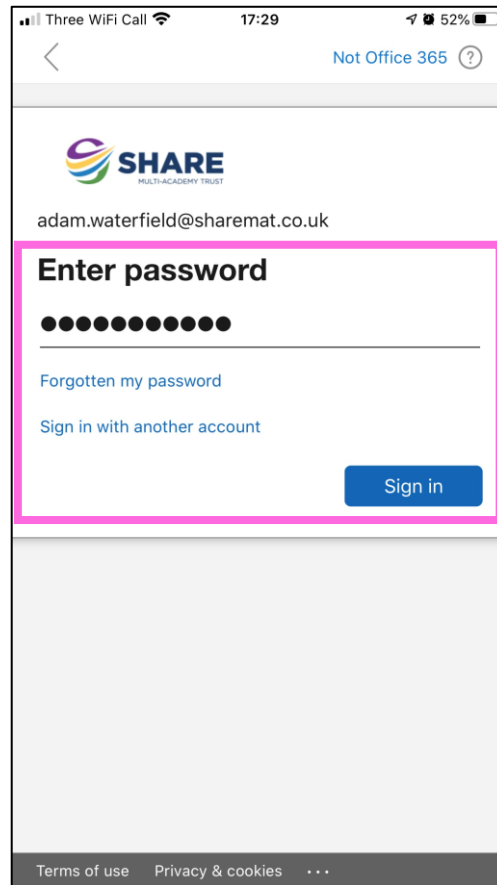 Three WiFi Call 17:29 52%
Not Office 365 ?
SHARE
MULTI-ACADEMY TRUST
adam.waterfield@sharemat.co.uk
Enter password
●●●●●●●●●●●
Forgotten my password
Sign in with another account
Sign in
Terms of use Privacy & cookies ...